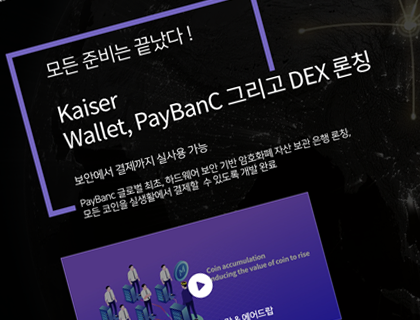 모든 준비는 끝났다 !
Kaiser
Wallet, PayBanC 그리고 DEX 론칭
보안에서 결제까지 실사용 가능
PayBanc 글로벌 최초, 하드웨어 보안 기반 암호화폐 자산 보관 은행 론칭,
모든 코인을 실생활에서 결제할 수 있도록 개발 완료
Coin accumulation
ducing the value of coin to rise
& 에어드랍